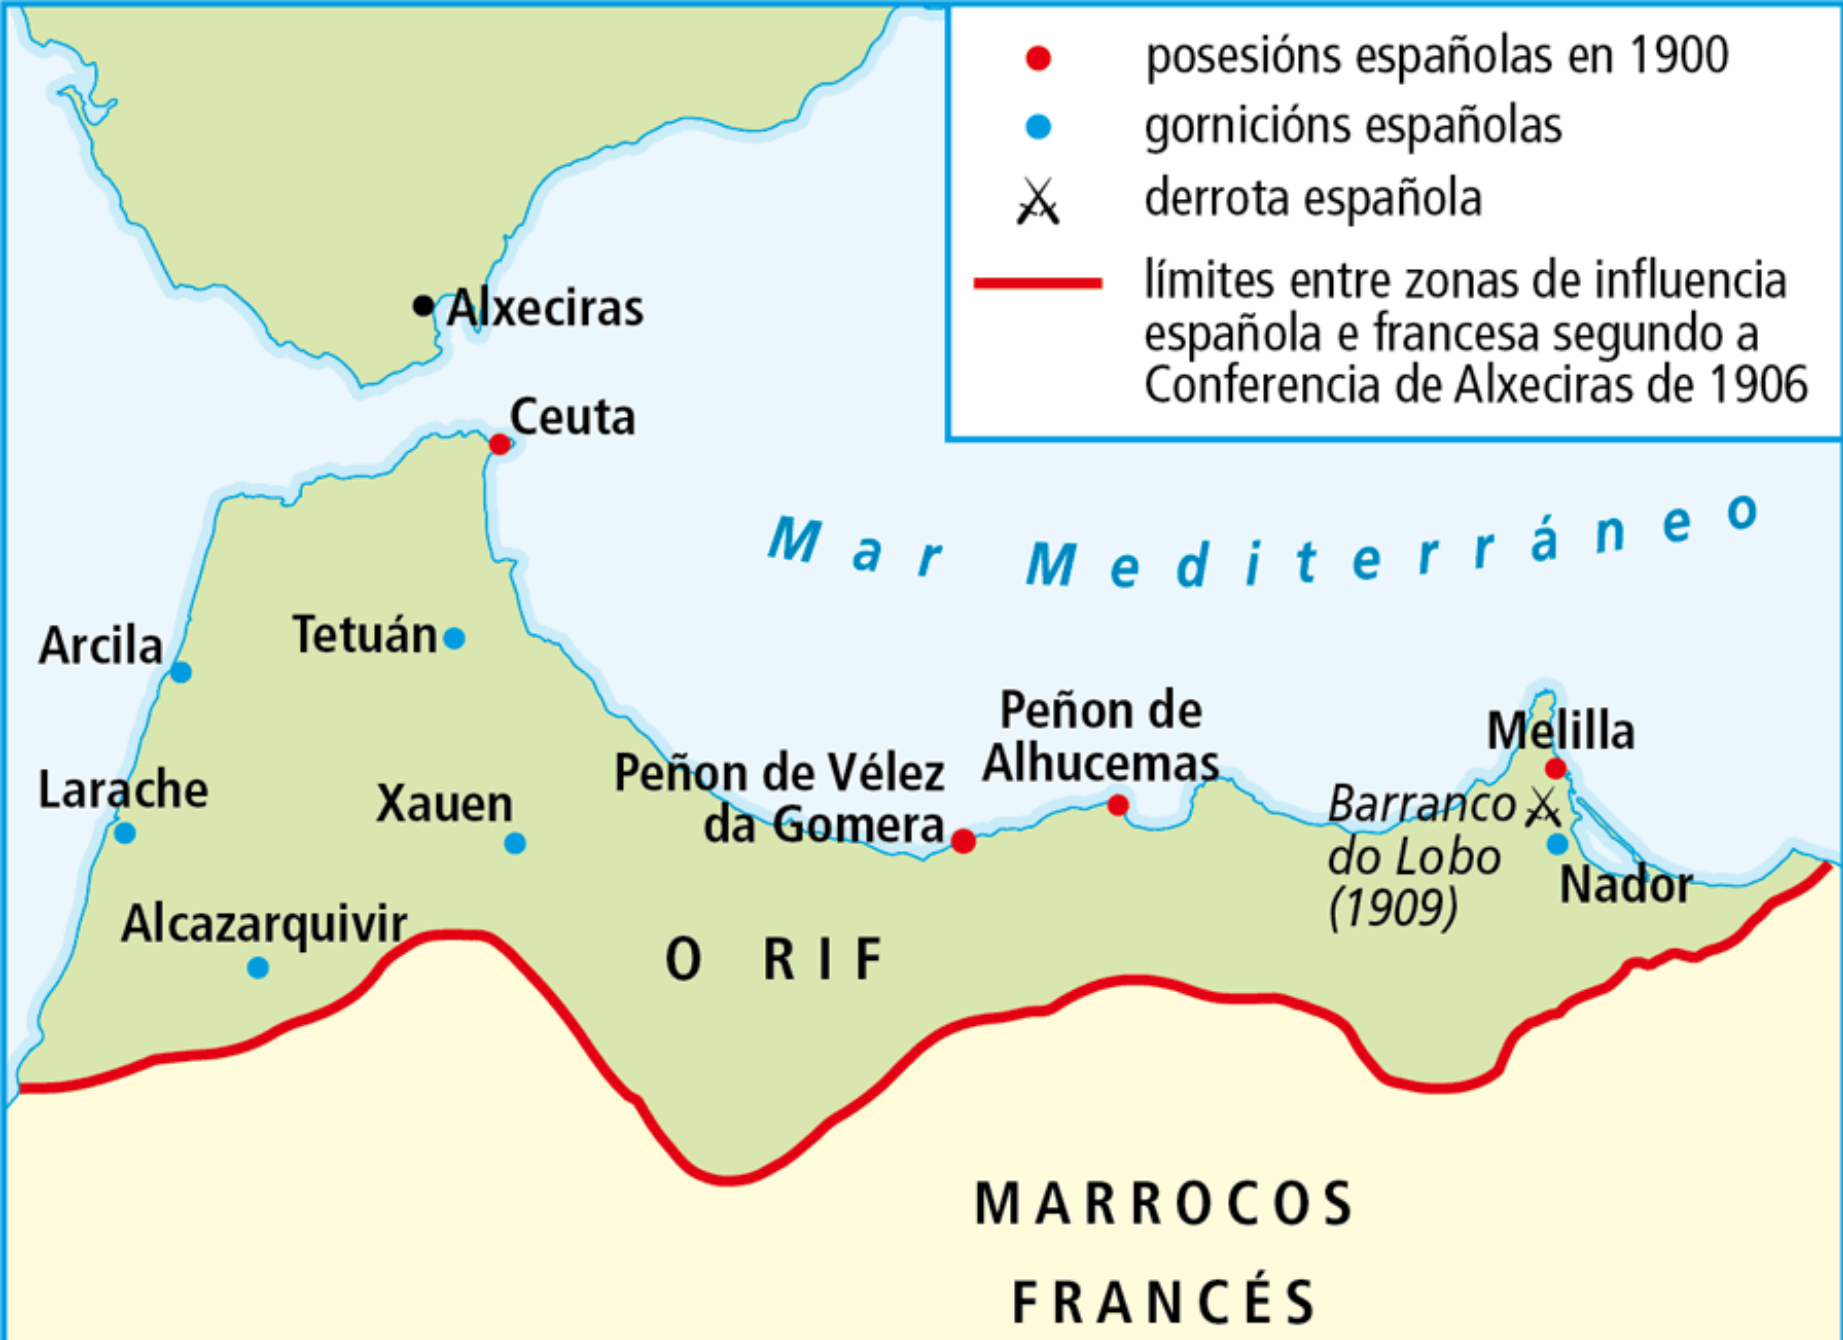 posesións españolas en 1900
gornicións españolas
derrota española
límites entre zonas de influencia
española e francesa segundo a
Conferencia de Alxeciras de 1906
Alxeciras
Ceuta
Mar Mediterráneo
Arcila
Tetuán
Larache
Xauen
Alcazarquivir
Peñon de Vélez
da Gomera
Peñon de
Alhucemas
Melilla
Barranco
do Lobo
(1909)
Nador
O RIF
MARROCOS
FRANCÉS